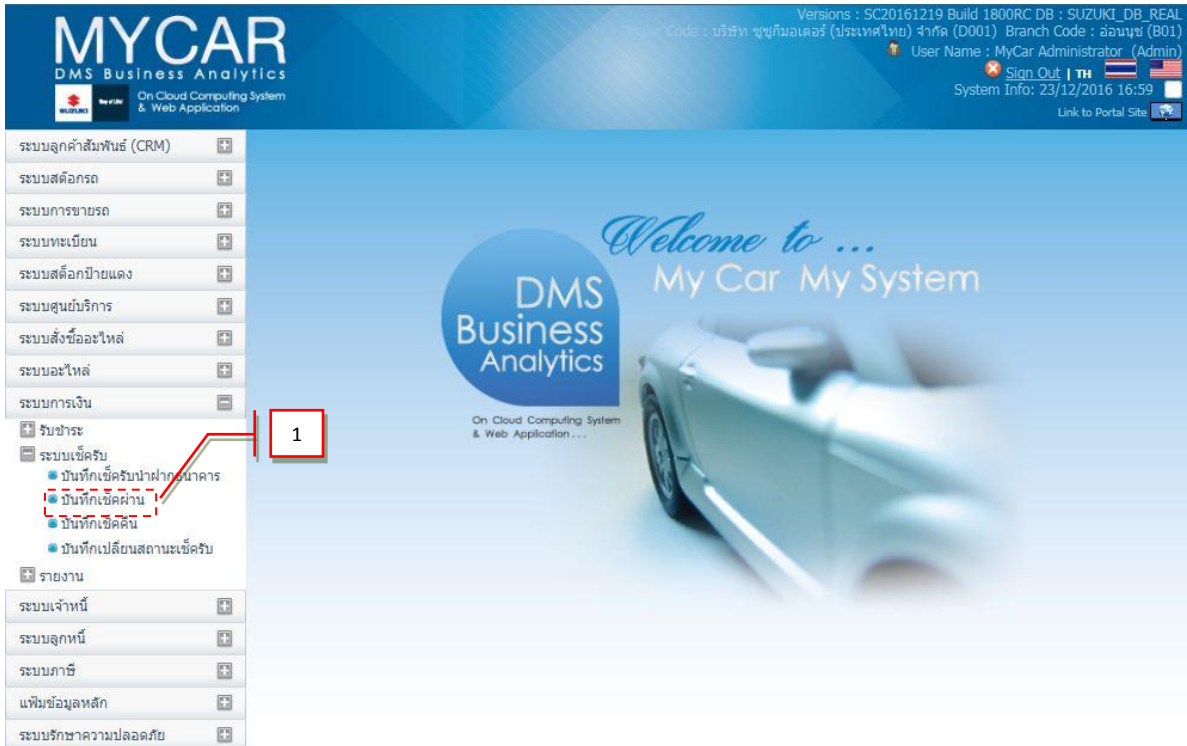 MYCAR
DMS Business Analytics
SUZUKI
Way of Life!
On Cloud Computing System
& Web Application
Versions : SC20161219 Build 1800RC DB : SUZUKI_DB_REAL
Code : บริษัท ซูซูกิมอเตอร์ (ประเทศไทย) จำกัด (D001) Branch Code : อ่อนนุช (B01)
User Name : MyCar Administrator (Admin)
Sign Out | TH
System Info: 23/12/2016 16:59
Link to Portal Site
ระบบลูกค้าสัมพันธ์ (CRM)
ระบบสต๊อกรถ
ระบบการขายรถ
ระบบทะเบียน
ระบบสต็อกป้ายแดง
ระบบศูนย์บริการ
ระบบสั่งซื้ออะไหล่
ระบบอะไหล่
ระบบการเงิน
รับชำระ
ระบบเช็ครับ
บันทึกเช็ครับนำฝากธนาคาร
บันทึกเช็คผ่าน
บันทึกเช็คคืน
บันทึกเปลี่ยนสถานะเช็ครับ
รายงาน
ระบบเจ้าหนี้
ระบบลูกหนี้
ระบบภาษี
แฟ้มข้อมูลหลัก
ระบบรักษาความปลอดภัย
1
Welcome to ...
My Car My System
DMS
Business
Analytics
On Cloud Computing System
& Web Application . . .